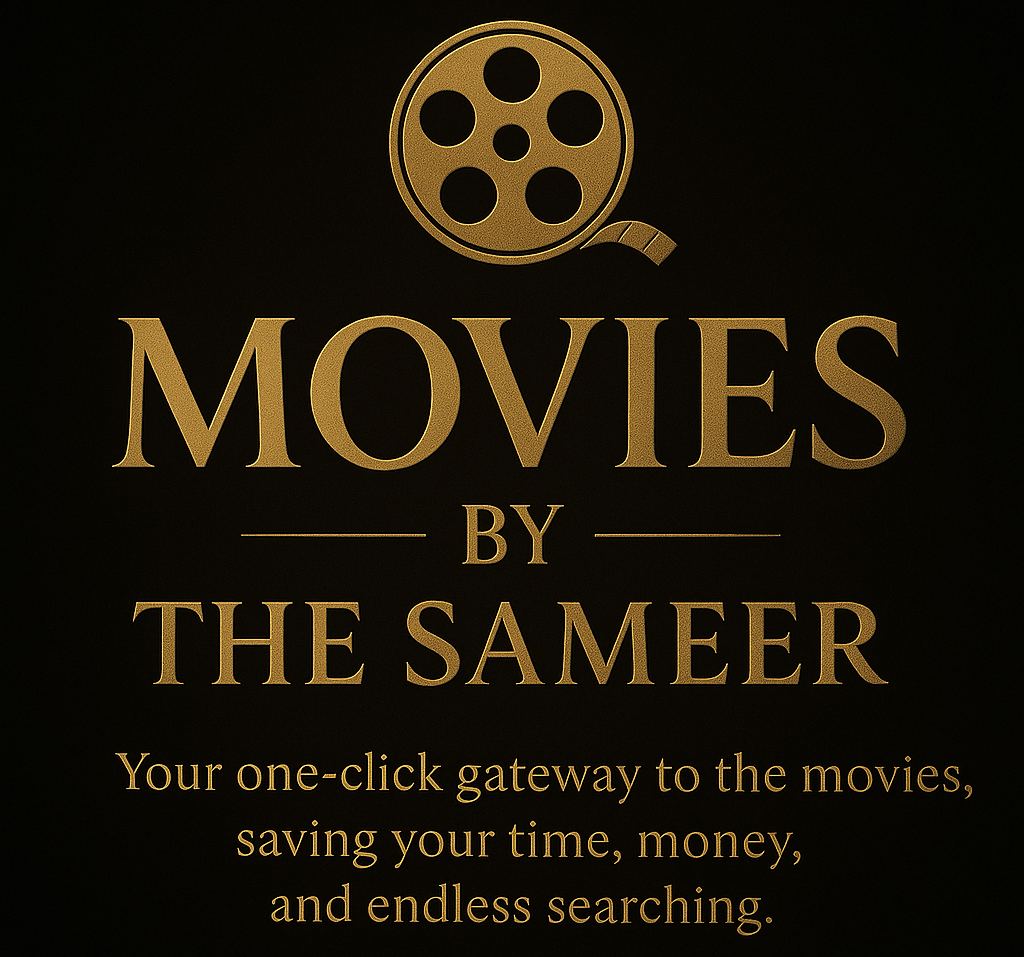 MOVIES
BY
THE SAMEER
Your one-click gateway to the movies,
saving your time, money,
and endless searching.